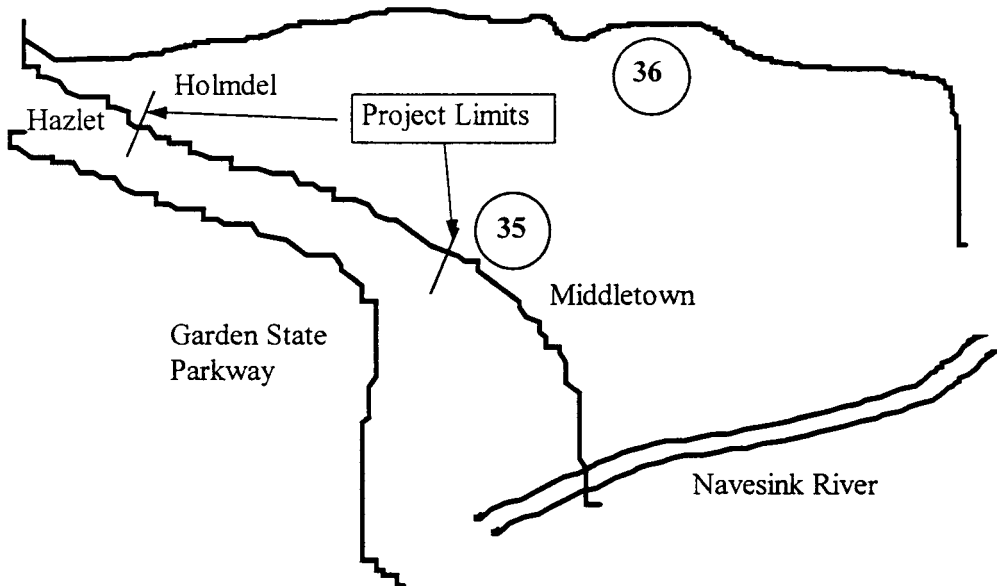 36
Holmdel
Hazlet
Project Limits
35
Middletown
Garden State
Parkway
Navesink River